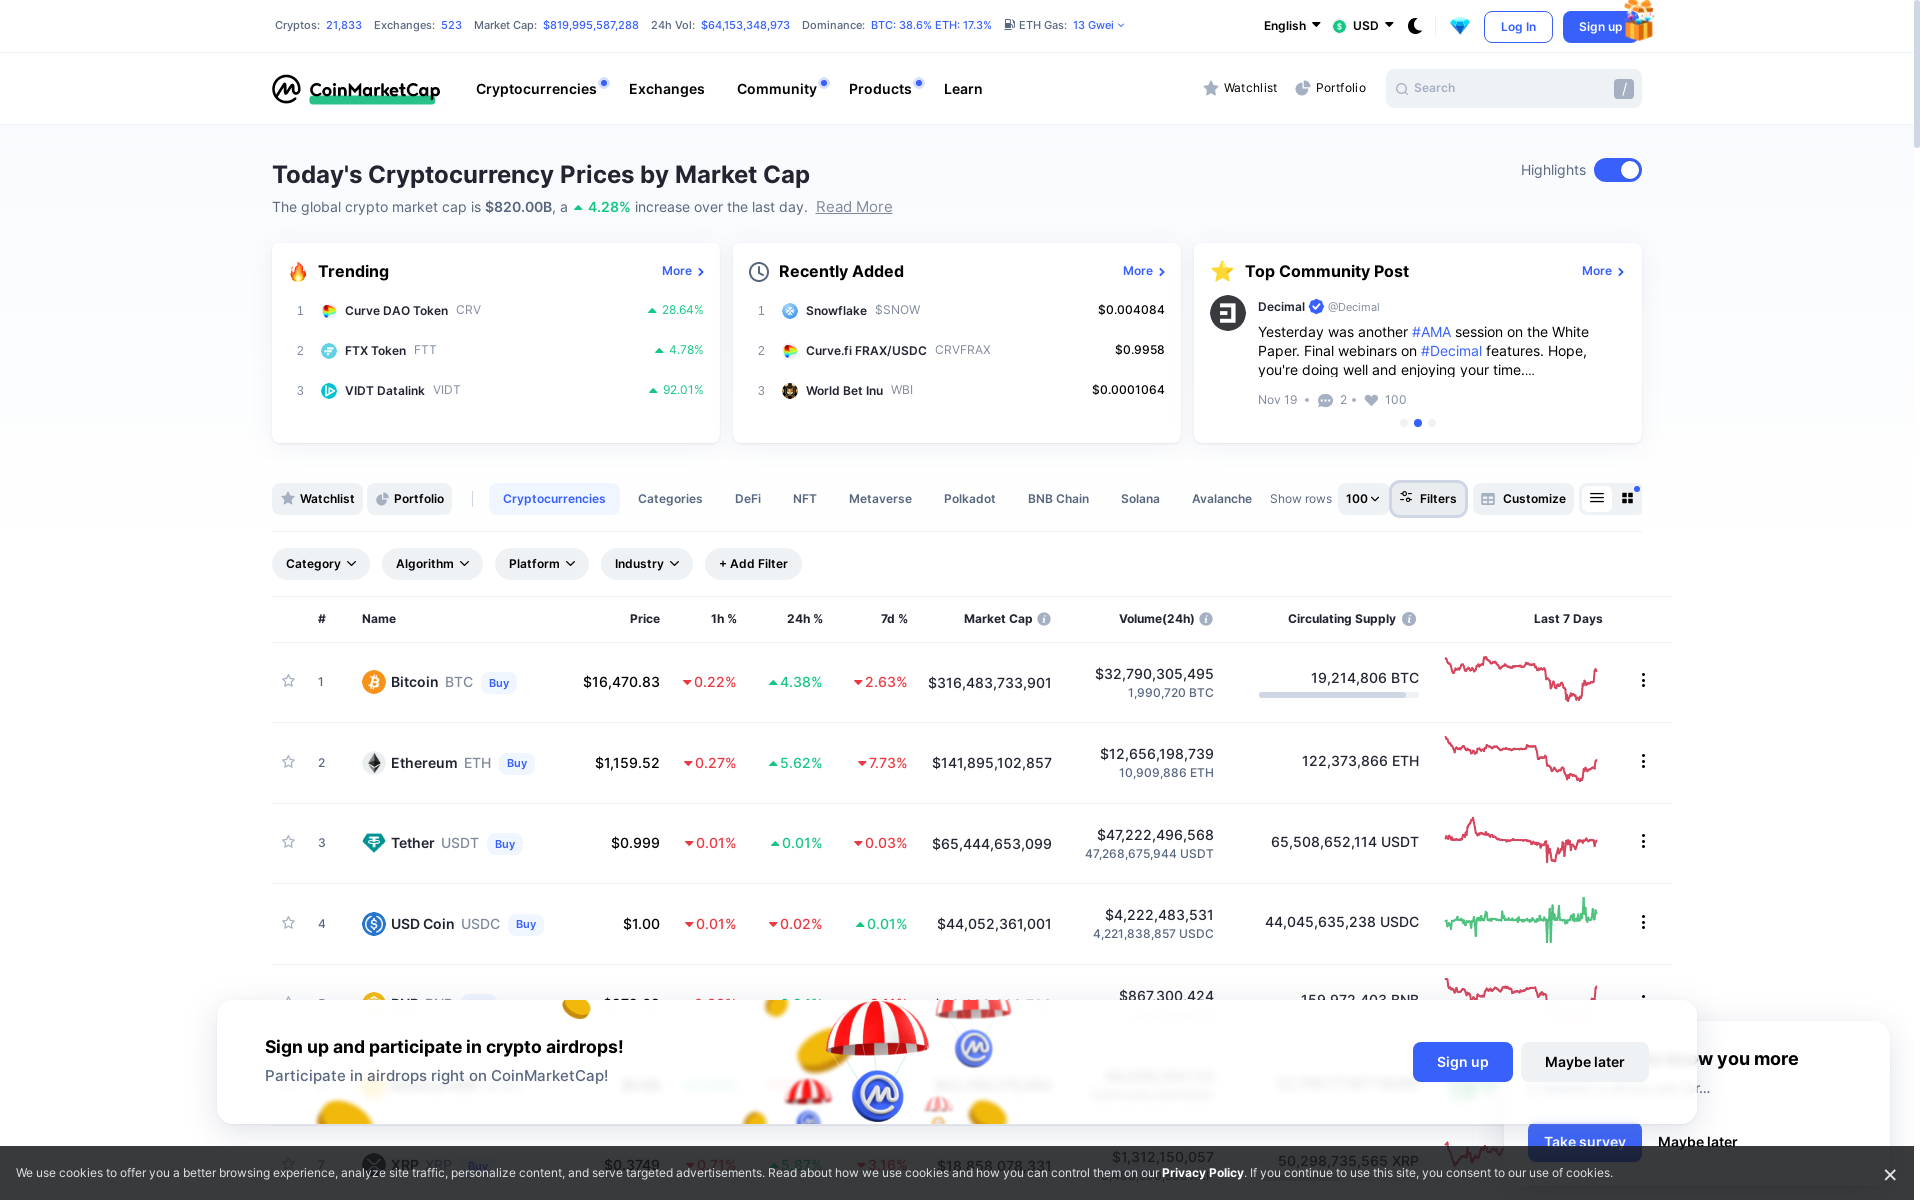 Cryptos: 21,833 Exchanges: 523 Market Cap: $819,995,587,288 24h Vol: $64,153,348,973 Dominance: BTC: 38.6% ETH: 17.3% ETH Gas: 13 Gwei English USD Log In Sign up
CoinMarketCap Cryptocurrencies Exchanges Community Products Learn Watchlist Portfolio Search /
Today's Cryptocurrency Prices by Market Cap Highlights
The global crypto market cap is $820.00B, a 4.28% increase over the last day. Read More
Trending More
1 Curve DAO Token CRV 28.64%
2 FTX Token FTT 4.78%
3 VIDT Datalink VIDT 92.01%
Recently Added More
1 Snowflake $SNOW $0.004084
2 Curve.fi FRAX/USDC CRVFRAX $0.9958
3 World Bet Inu WBI $0.0001064
Top Community Post More
Decimal @Decimal
Yesterday was another #AMA session on the White
Paper. Final webinars on #Decimal features. Hope,
you're doing well and enjoying your time....
Nov 19 • 2 • 100
Watchlist Portfolio Cryptocurrencies Categories DeFi NFT Metaverse Polkadot BNB Chain Solana Avalanche Show rows 100 Filters Customize
Category Algorithm Platform Industry + Add Filter
# Name Price 1h % 24h % 7d % Market Cap Volume(24h) Circulating Supply Last 7 Days
1 Bitcoin BTC Buy $16,470.83 0.22% 4.38% 2.63% $316,483,733,901 $32,790,305,495 19,214,806 BTC
1,990,720 BTC
2 Ethereum ETH Buy $1,159.52 0.27% 5.62% 7.73% $141,895,102,857 $12,656,198,739 122,373,866 ETH
10,909,886 ETH
3 Tether USDT Buy $0.999 0.01% 0.01% 0.03% $65,444,653,099 $47,222,496,568 65,508,652,114 USDT
47,268,675,944 USDT
4 USD Coin USDC Buy $1.00 0.01% 0.02% 0.01% $44,052,361,001 $4,222,483,531 44,045,635,238 USDC
4,221,838,857 USDC
$867,300,424 159,972,403 BNB
Sign up and participate in crypto airdrops!
Participate in airdrops right on CoinMarketCap!
Sign up Maybe later
know you more
Take survey Maybe later
7 XRP XRP Buy $0.3749 0.71% 5.87% 3.16% $18,858,078,331 $1,312,150,057 50,298,735,565 XRP
We use cookies to offer you a better browsing experience, analyze site traffic, personalize content, and serve targeted advertisements. Read about how we use cookies and how you can control them on our Privacy Policy. If you continue to use this site, you consent to our use of cookies.